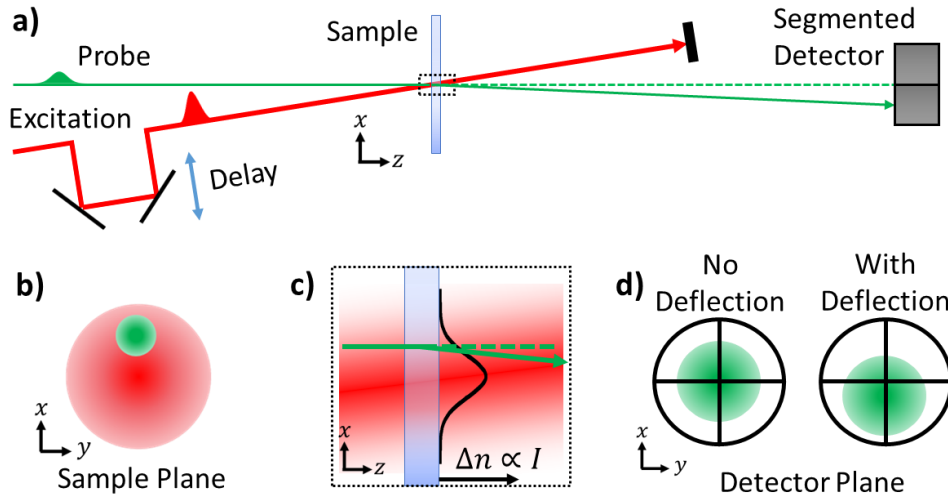 a)
Sample
Segmented
Detector
Probe
Excitation
Delay
x
z
b)
x
y
Sample Plane
c)
x
z
Δn ∝ I
d)
No
Deflection
With
Deflection
x
y
Detector Plane